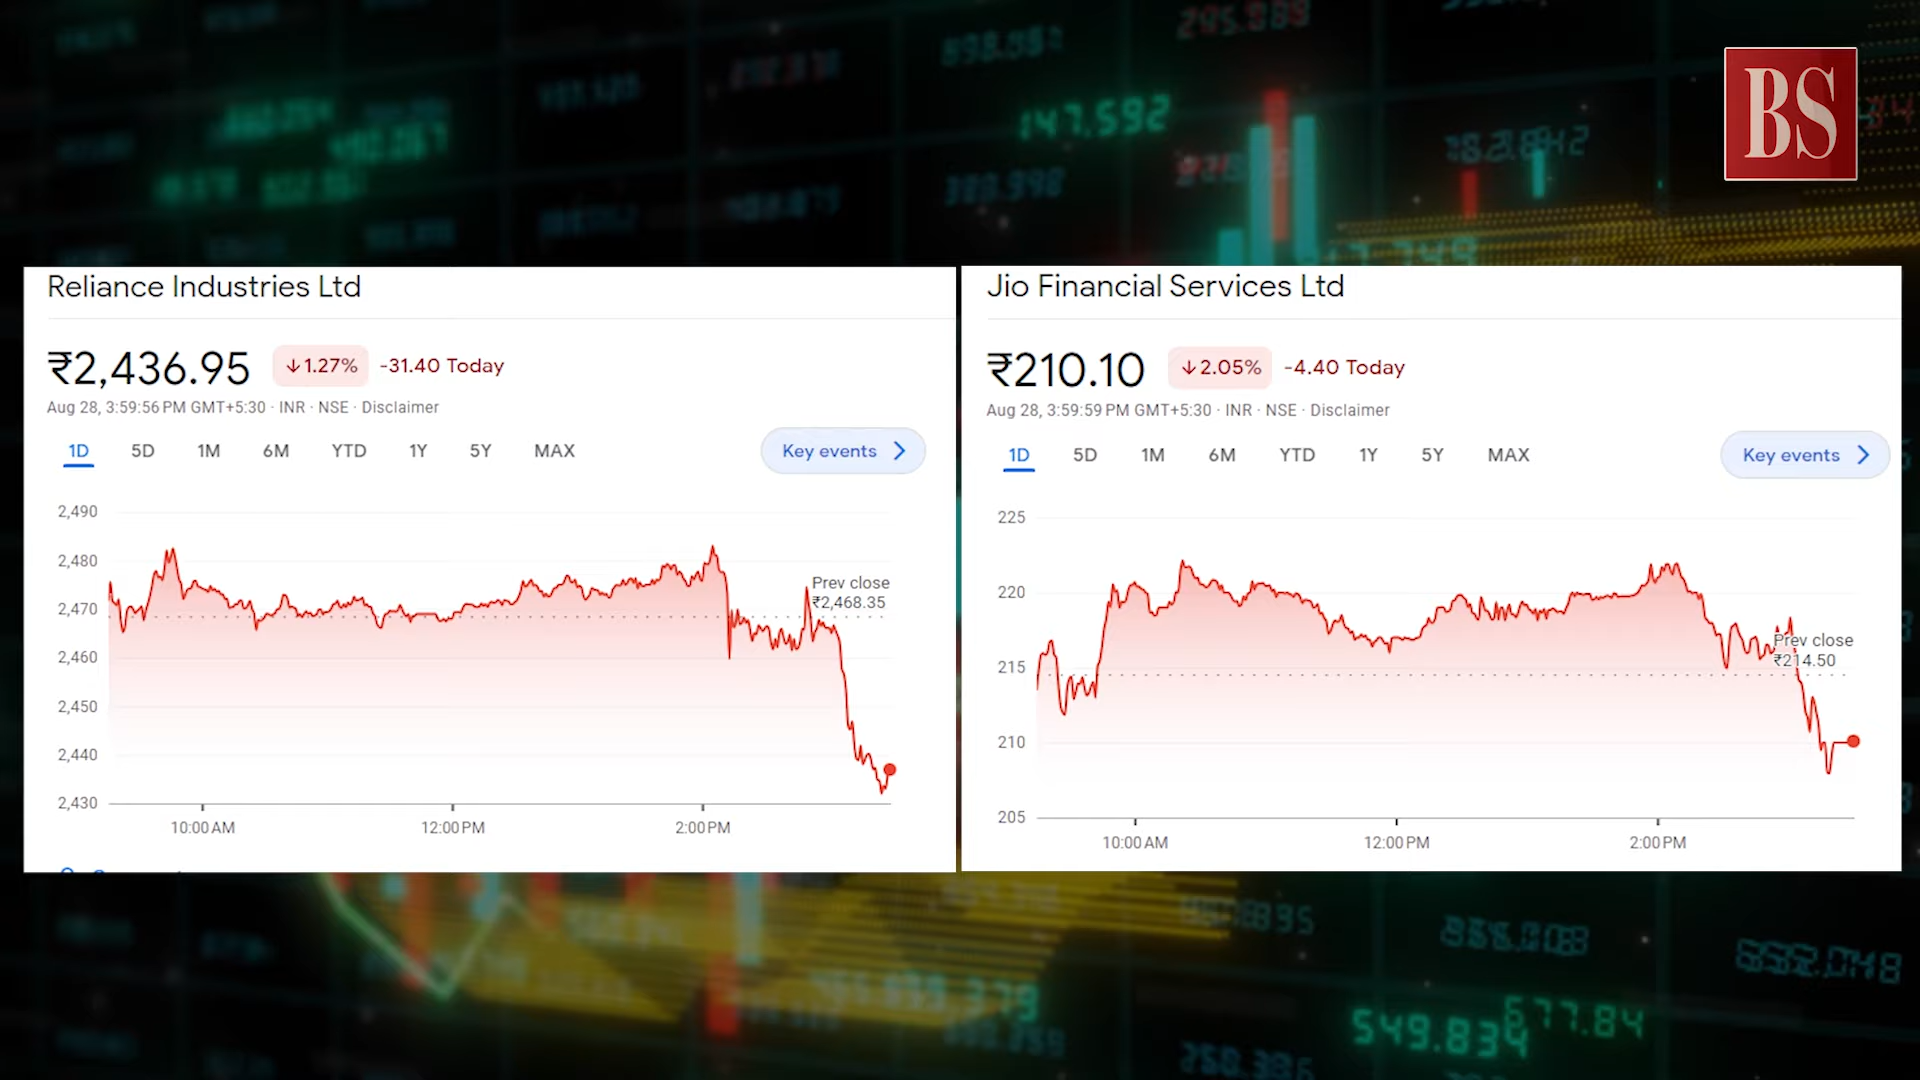 BS
147.592
Reliance Industries Ltd
₹2,436.95 ↓1.27% -31.40 Today
Aug 28, 3:59:56 PM GMT+5:30 · INR · NSE · Disclaimer
1D 5D 1M 6M YTD 1Y 5Y MAX Key events
2,490
2,480
2,470
2,460
2,450
2,440
2,430
Prev close
₹2,468.35
10:00 AM 12:00 PM 2:00 PM
Jio Financial Services Ltd
₹210.10 ↓2.05% -4.40 Today
Aug 28, 3:59:59 PM GMT+5:30 · INR · NSE · Disclaimer
1D 5D 1M 6M YTD 1Y 5Y MAX Key events
225
220
215
210
205
Prev close
₹214.50
10:00 AM 12:00 PM 2:00 PM
549.834
577.84